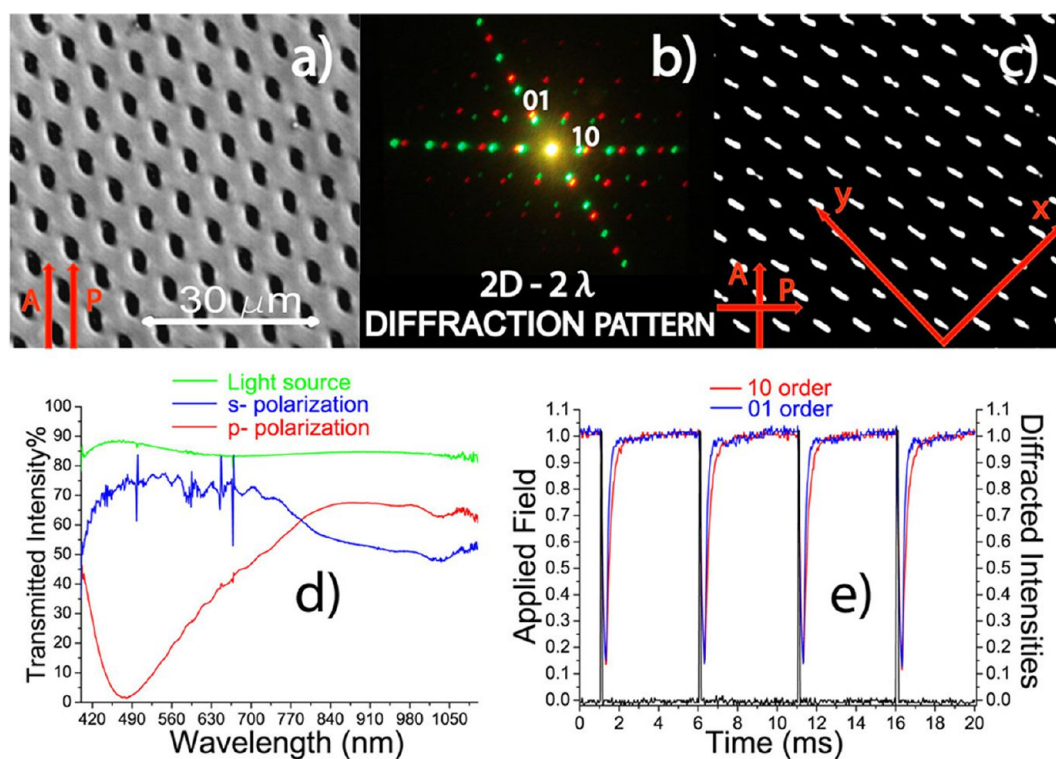 a)
A P
30 μm
b)
01
10
2D - 2 λ
DIFFRACTION PATTERN
c)
y
x
A
P
Light source
s- polarization
p- polarization
Transmitted Intensity%
100
90
80
70
60
50
40
30
20
10
0
d)
420 490 560 630 700 770 840 910 980 1050
Wavelength (nm)
10 order
01 order
Applied Field
1.1
1.0
0.9
0.8
0.7
0.6
0.5
0.4
0.3
0.2
0.1
0.0
e)
0 2 4 6 8 10 12 14 16 18 20
Time (ms)
1.1
1.0
0.9
0.8
0.7
0.6
0.5
0.4
0.3
0.2
0.1
0.0
Diffracted Intensities